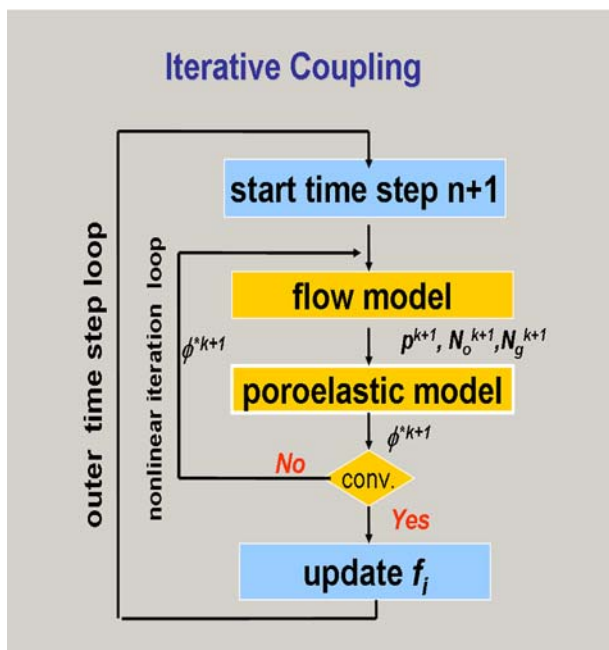 Iterative Coupling
start time step n+1
flow model
p^{k+1}, N_o^{k+1}, N_g^{k+1}
poroelastic model
ϕ*^{k+1}
No
conv.
Yes
update f_i
outer time step loop
nonlinear iteration loop
ϕ*^{k+1}